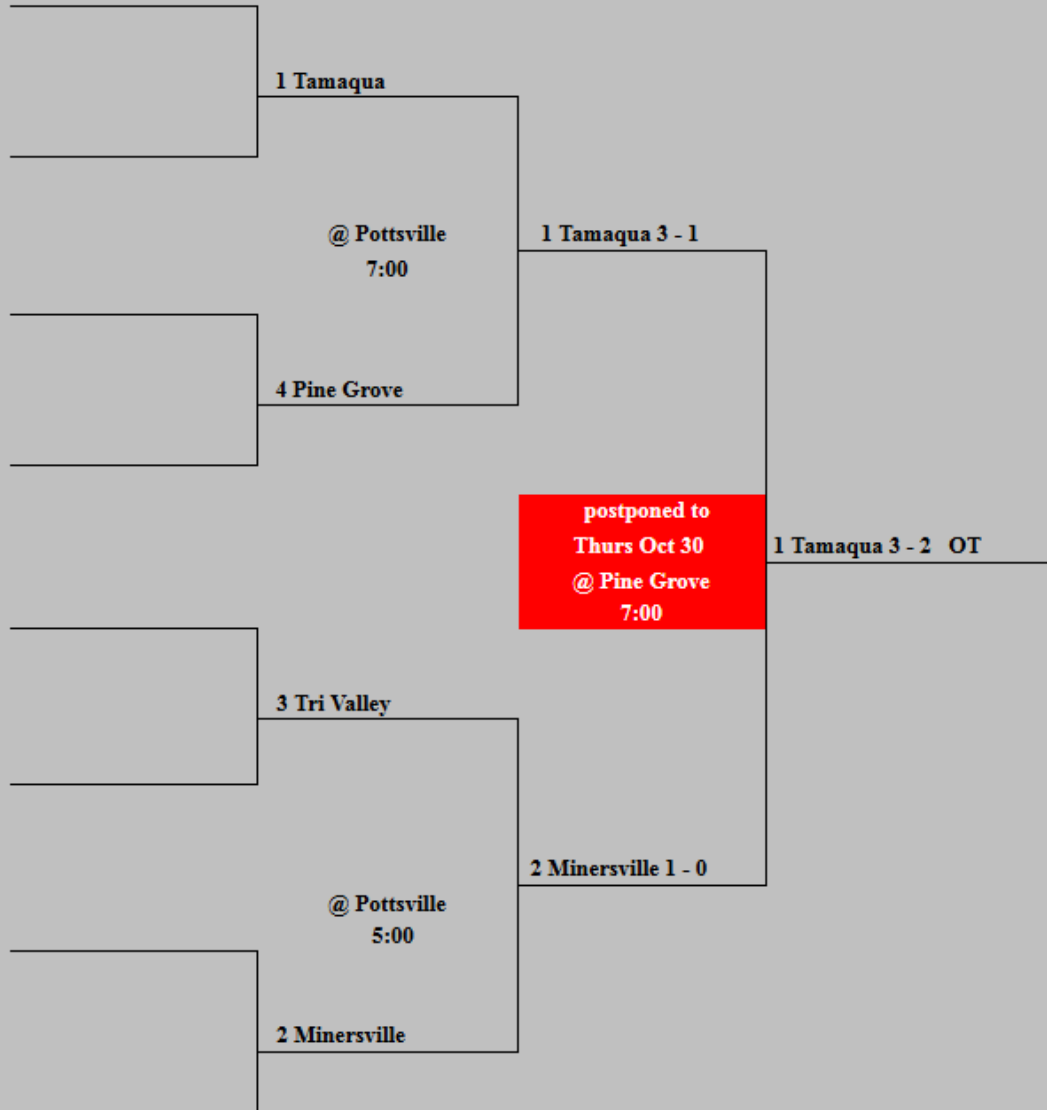 1 Tamaqua
@ Pottsville
7:00
1 Tamaqua 3 - 1
4 Pine Grove
postponed to
Thurs Oct 30
@ Pine Grove
7:00
1 Tamaqua 3 - 2 OT
3 Tri Valley
2 Minersville 1 - 0
@ Pottsville
5:00
2 Minersville